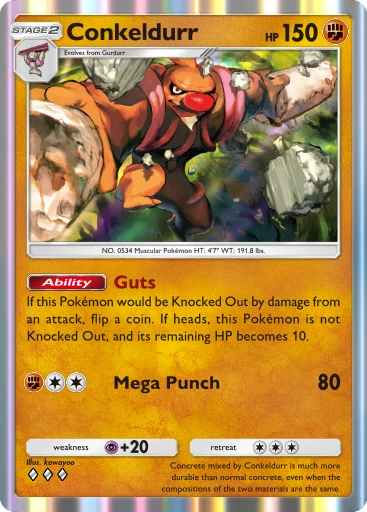 STAGE 2 Conkeldurr HP 150
Evolves from Gurdurr
NO. 0534 Muscular Pokémon HT: 4'7" WT: 191.8 lbs.
Ability Guts
If this Pokémon would be Knocked Out by damage from
an attack, flip a coin. If heads, this Pokémon is not
Knocked Out, and its remaining HP becomes 10.
Mega Punch 80
weakness +20 retreat
Illus. kawayoo
Concrete mixed by Conkeldurr is much more
durable than normal concrete, even when the
compositions of the two materials are the same.